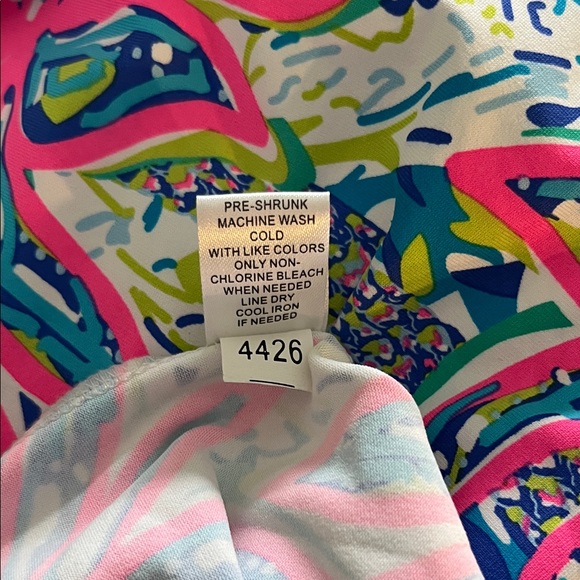 PRE-SHRUNK
MACHINE WASH
COLD
WITH LIKE COLORS
ONLY NON-
CHLORINE BLEACH
WHEN NEEDED
LINE DRY
COOL IRON
IF NEEDED
4426